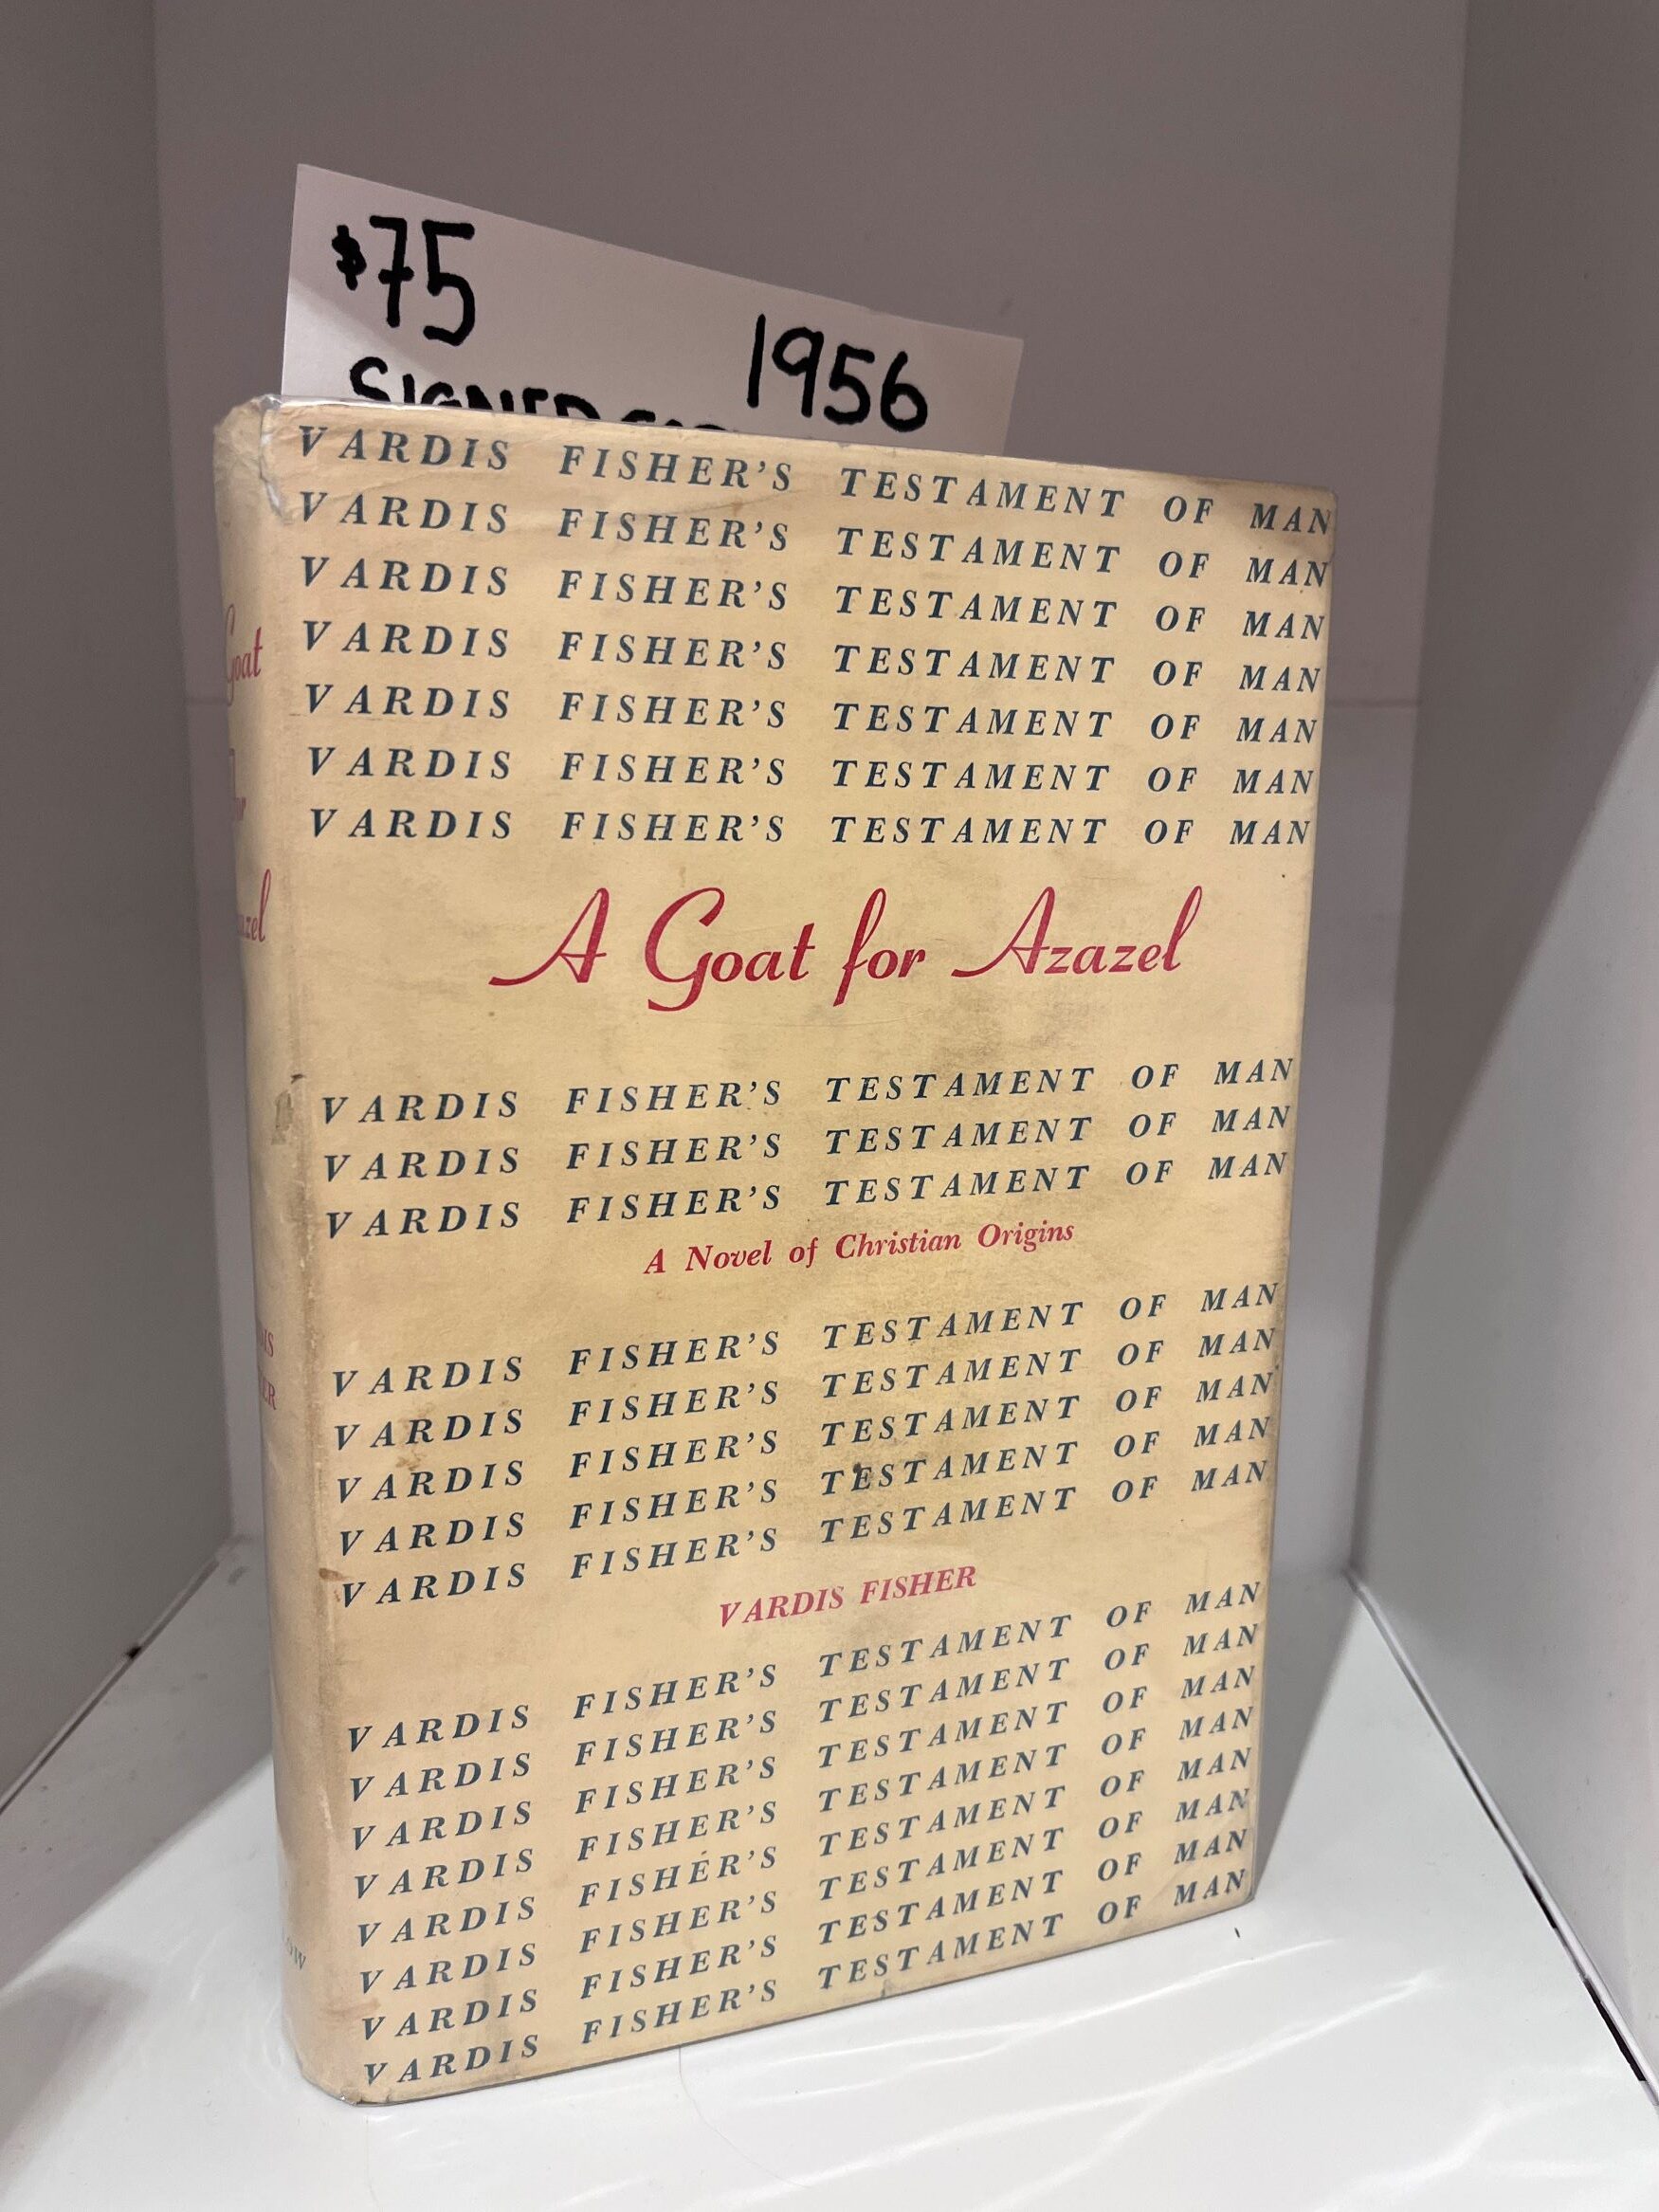 $75
1956
SIGNED
VARDIS FISHER'S TESTAMENT OF MAN
VARDIS FISHER'S TESTAMENT OF MAN
VARDIS FISHER'S TESTAMENT OF MAN
VARDIS FISHER'S TESTAMENT OF MAN
VARDIS FISHER'S TESTAMENT OF MAN
VARDIS FISHER'S TESTAMENT OF MAN
VARDIS FISHER'S TESTAMENT OF MAN
A Goat for Azazel
VARDIS FISHER'S TESTAMENT OF MAN
VARDIS FISHER'S TESTAMENT OF MAN
VARDIS FISHER'S TESTAMENT OF MAN
A Novel of Christian Origins
VARDIS FISHER'S TESTAMENT OF MAN
VARDIS FISHER'S TESTAMENT OF MAN
VARDIS FISHER'S TESTAMENT OF MAN
VARDIS FISHER'S TESTAMENT OF MAN
VARDIS FISHER'S TESTAMENT OF MAN
VARDIS FISHER
VARDIS FISHER'S TESTAMENT OF MAN
VARDIS FISHER'S TESTAMENT OF MAN
VARDIS FISHER'S TESTAMENT OF MAN
VARDIS FISHER'S TESTAMENT OF MAN
VARDIS FISHER'S TESTAMENT OF MAN
VARDIS FISHER'S TESTAMENT OF MAN
VARDIS FISHER'S TESTAMENT OF MAN
VARDIS FISHER'S TESTAMENT OF MAN
Goat